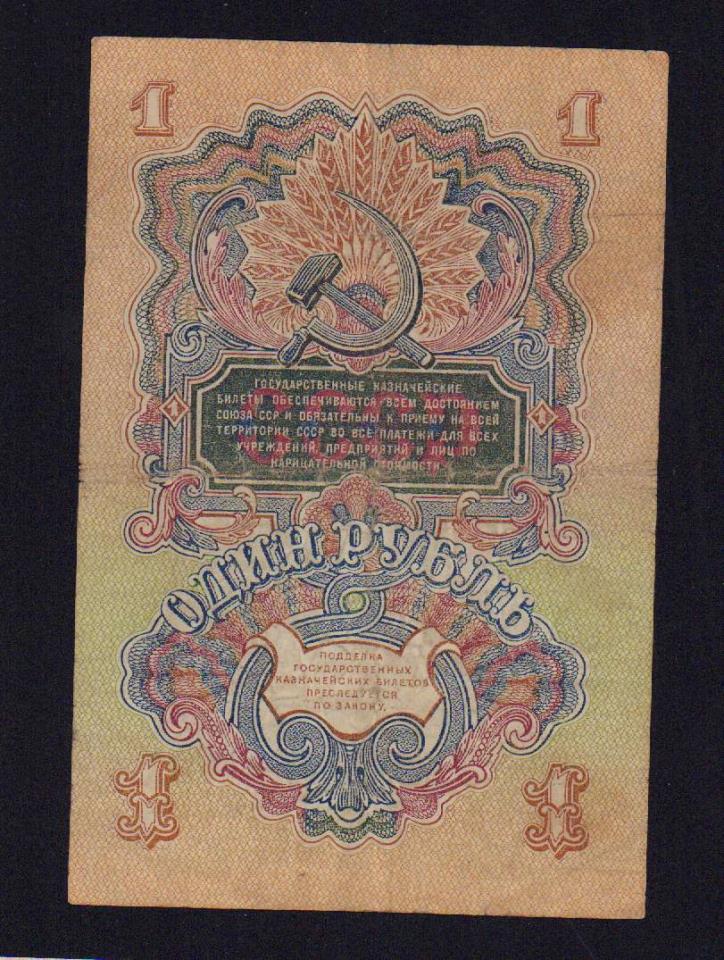 1 1
ГОСУДАРСТВЕННЫЕ КАЗНАЧЕЙСКИЕ
БИЛЕТЫ ОБЕСПЕЧИВАЮТСЯ ВСЕМ ДОСТОЯНИЕМ
СОЮЗА ССР И ОБЯЗАТЕЛЬНЫ К ПРИЕМУ НА ВСЕЙ
1 ТЕРРИТОРИИ СССР ВО ВСЕ ПЛАТЕЖИ ДЛЯ ВСЕХ 1
УЧРЕЖДЕНИЙ, ПРЕДПРИЯТИЙ И ЛИЦ ПО
НАРИЦАТЕЛЬНОЙ СТОИМОСТИ
ОДИН РУБЛЬ
ПОДДЕЛКА
ГОСУДАРСТВЕННЫХ
КАЗНАЧЕЙСКИХ БИЛЕТОВ
ПРЕСЛЕДУЕТСЯ
ПО ЗАКОНУ.
1 1